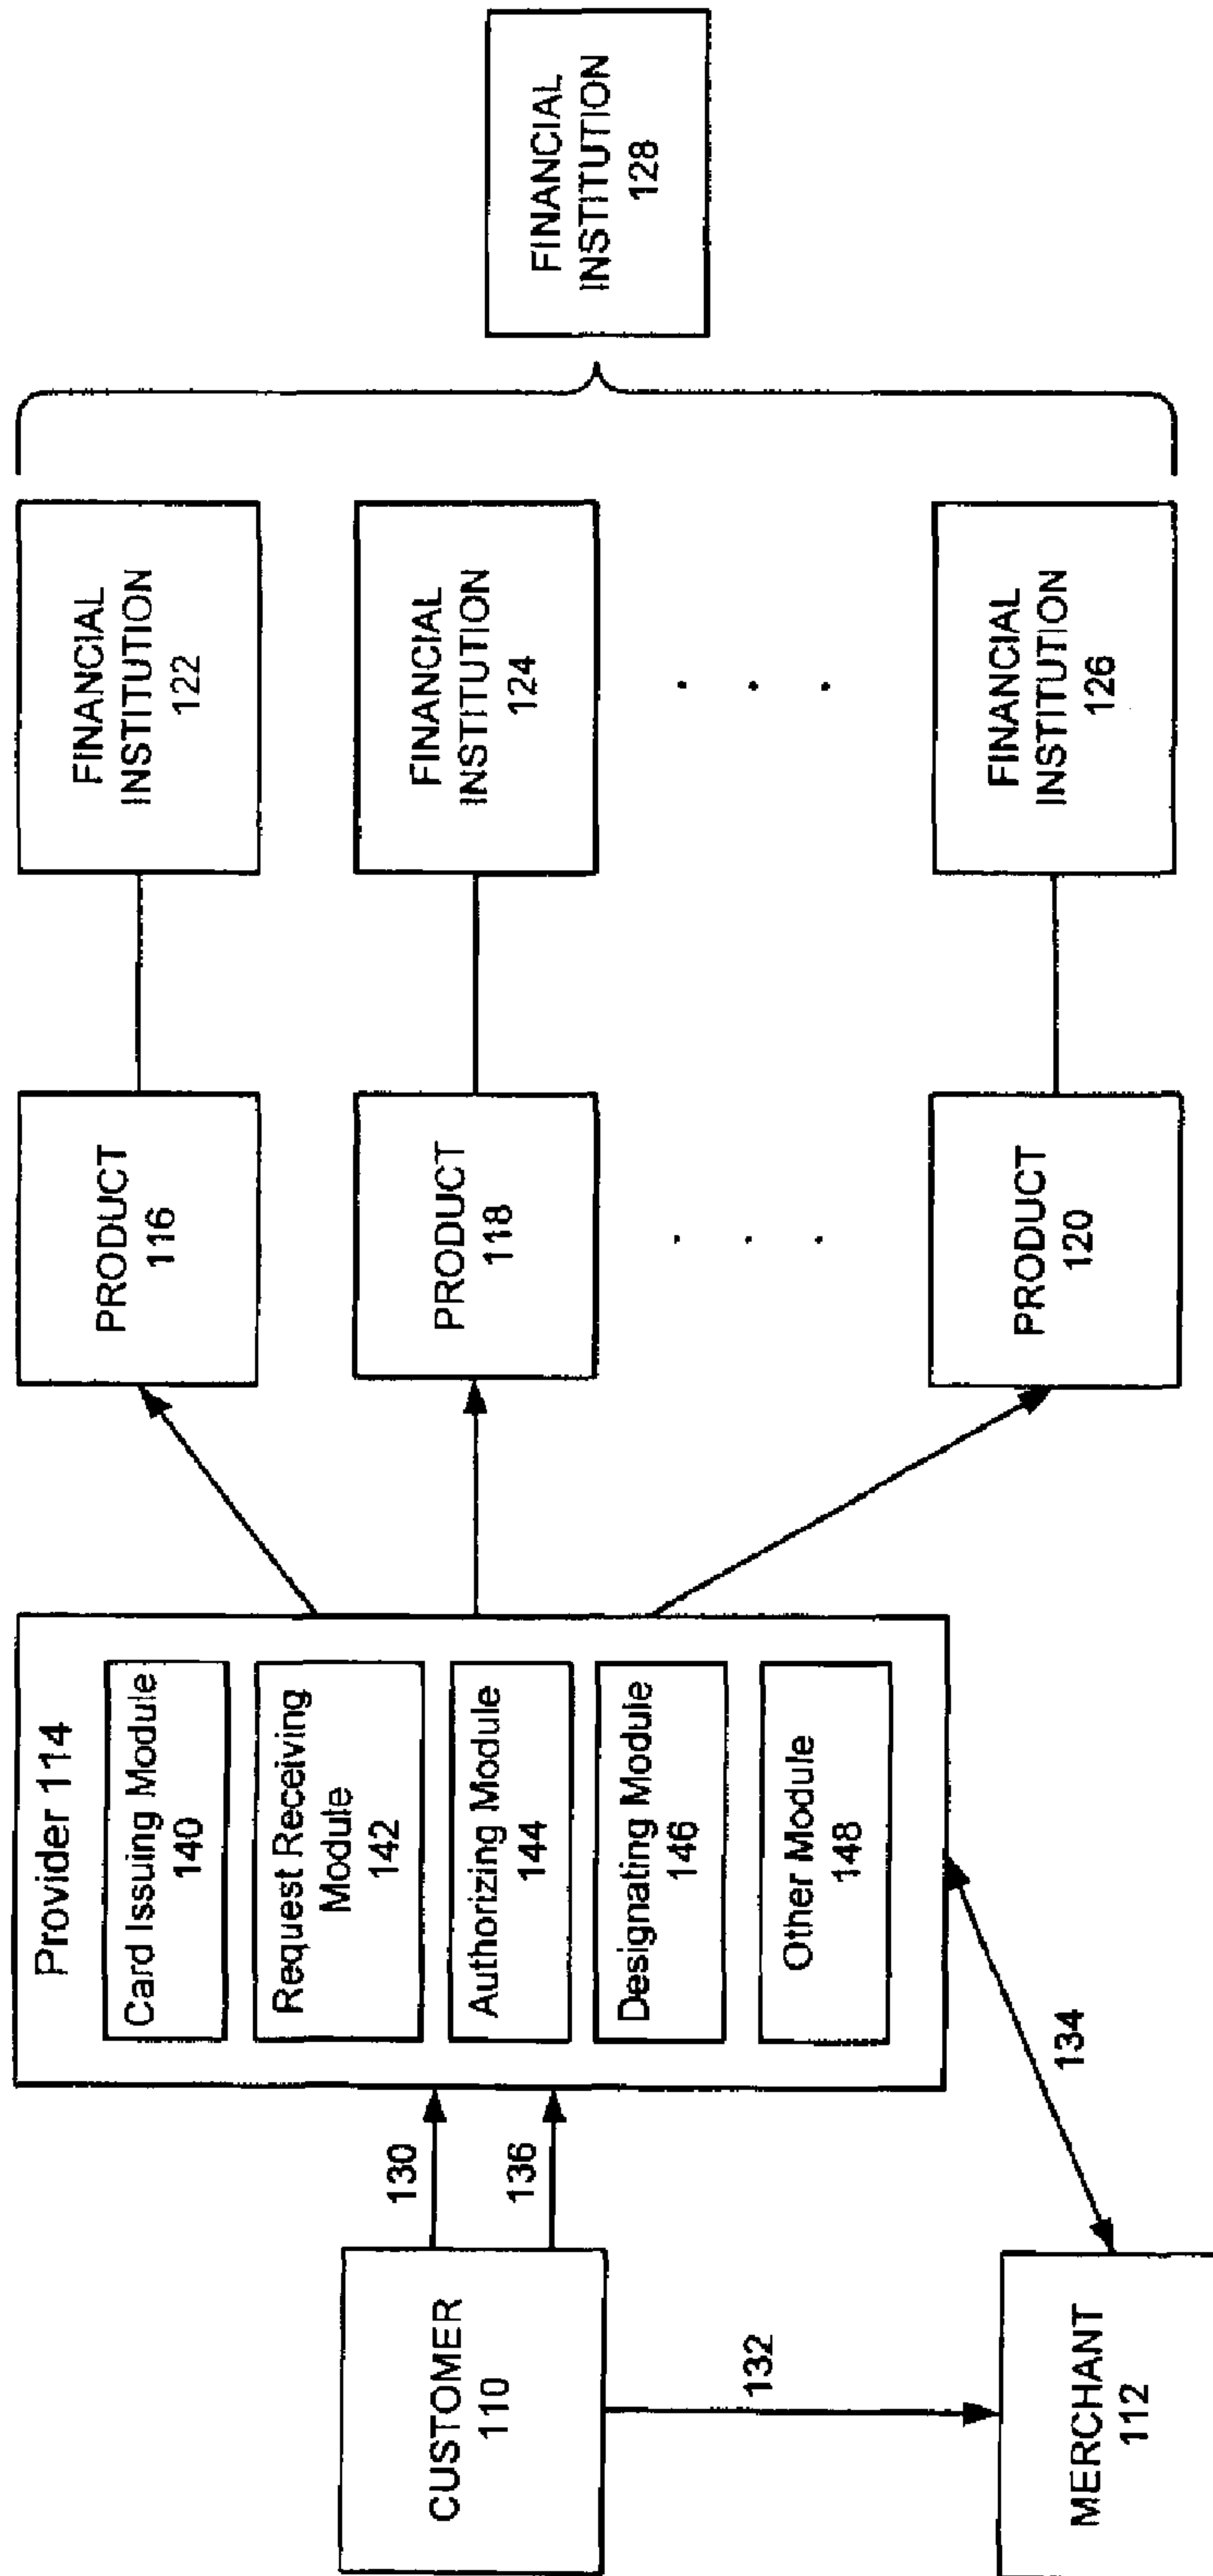 CUSTOMER
110
130
136
132
MERCHANT
112
134
Provider 114
Card Issuing Module
140
Request Receiving
Module
142
Authorizing Module
144
Designating Module
146
Other Module
148
PRODUCT
116
PRODUCT
118
. . .
PRODUCT
120
FINANCIAL
INSTITUTION
122
FINANCIAL
INSTITUTION
124
. . .
FINANCIAL
INSTITUTION
126
FINANCIAL
INSTITUTION
128